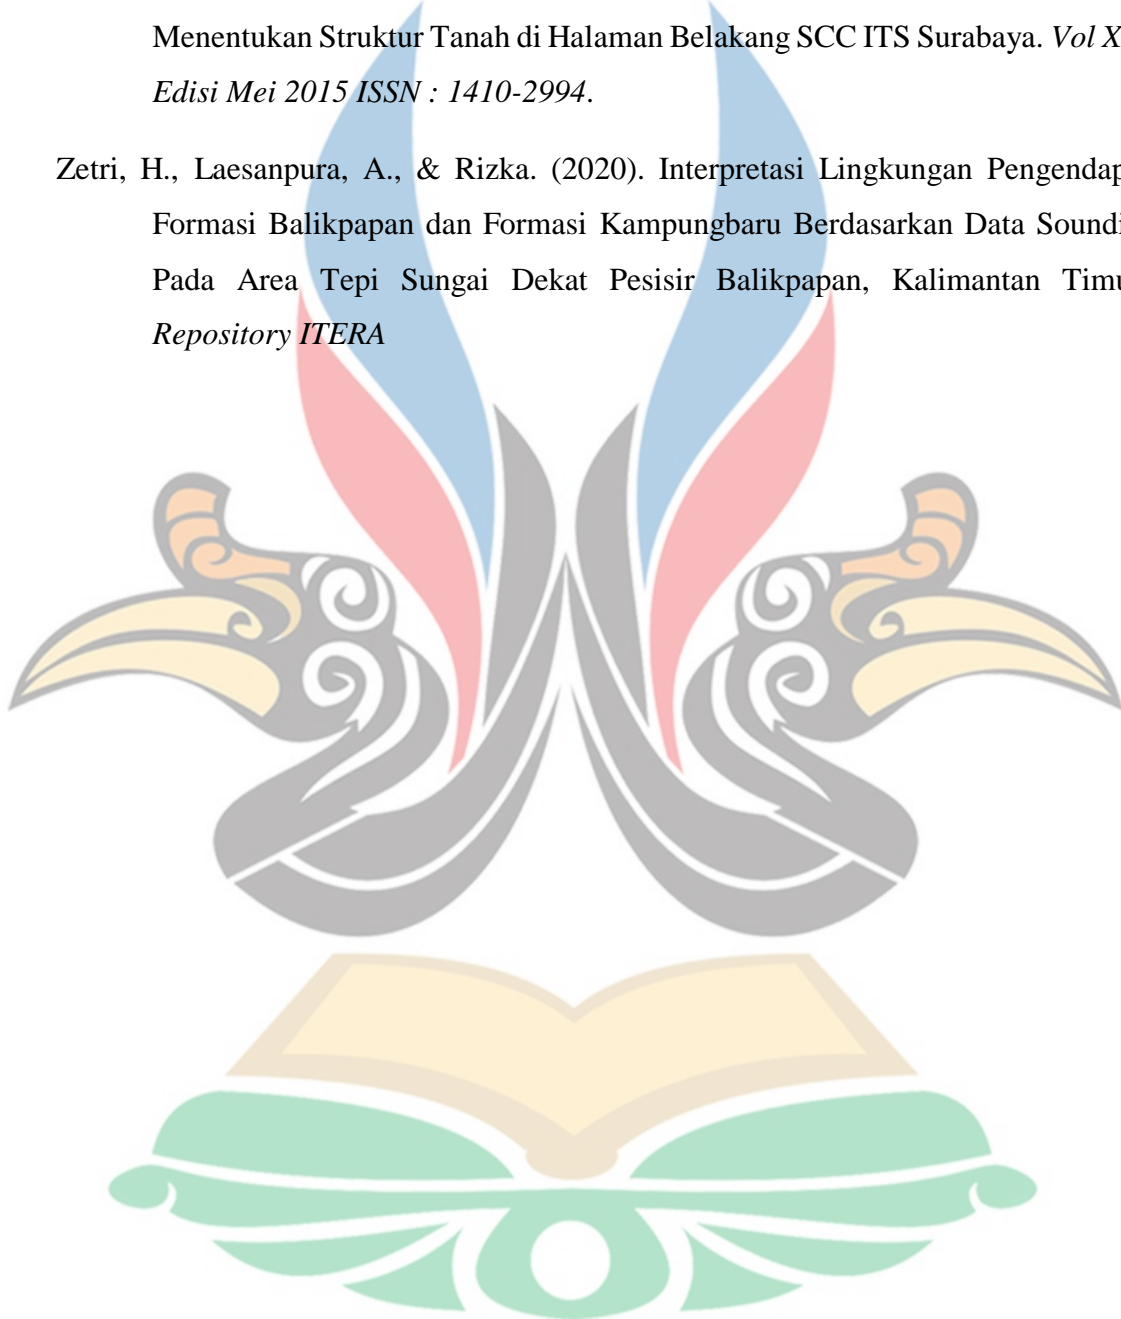 Menentukan Struktur Tanah di Halaman Belakang SCC ITS Surabaya. Vol X
Edisi Mei 2015 ISSN : 1410-2994.
Zetri, H., Laesanpura, A., & Rizka. (2020). Interpretasi Lingkungan Pengendap
Formasi Balikpapan dan Formasi Kampungbaru Berdasarkan Data Soundi
Pada Area Tepi Sungai Dekat Pesisir Balikpapan, Kalimantan Timu
Repository ITERA